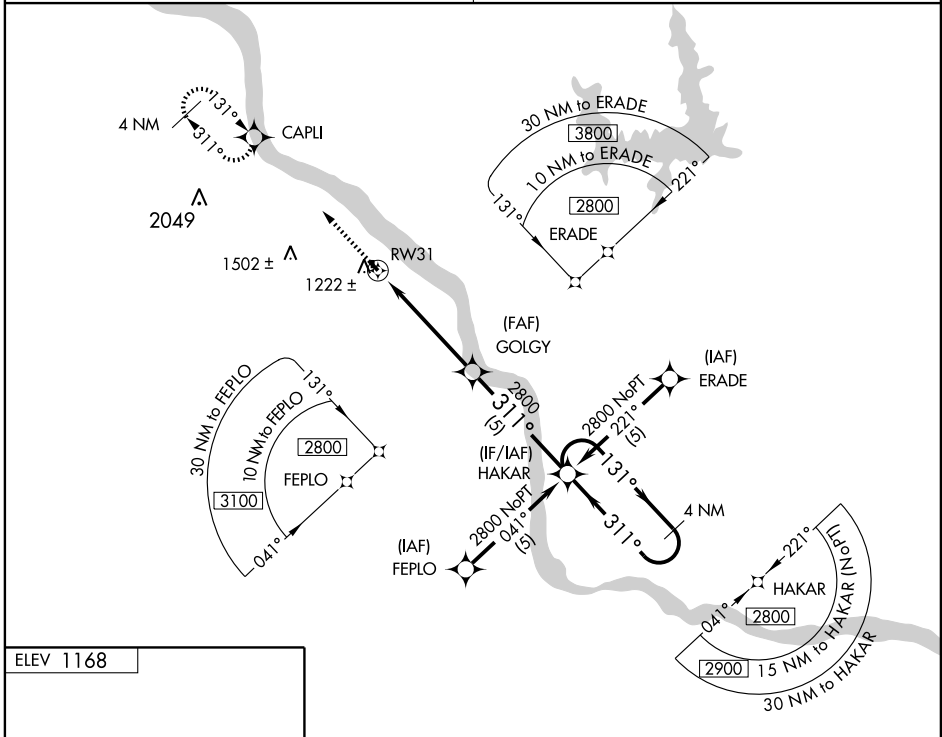 131°
4 NM
311°
CAPLI
2049
1502 ±
1222 ±
RW31
30 NM to ERADE
3800
10 NM to ERADE
2800
131°
221°
ERADE
(FAF)
GOLGY
2800
311°
(5)
(IAF)
ERADE
2800 NoPT
221°
(5)
(IF/IAF)
HAKAR
131°
311°
4 NM
2800 NoPT
041°
(5)
(IAF)
FEPLO
30 NM to FEPLO
10 NM to FEPLO
131°
2800
FEPLO
3100
041°
221°
HAKAR
041°
2800
2900
15 NM to HAKAR (NoPT)
30 NM to HAKAR
ELEV 1168